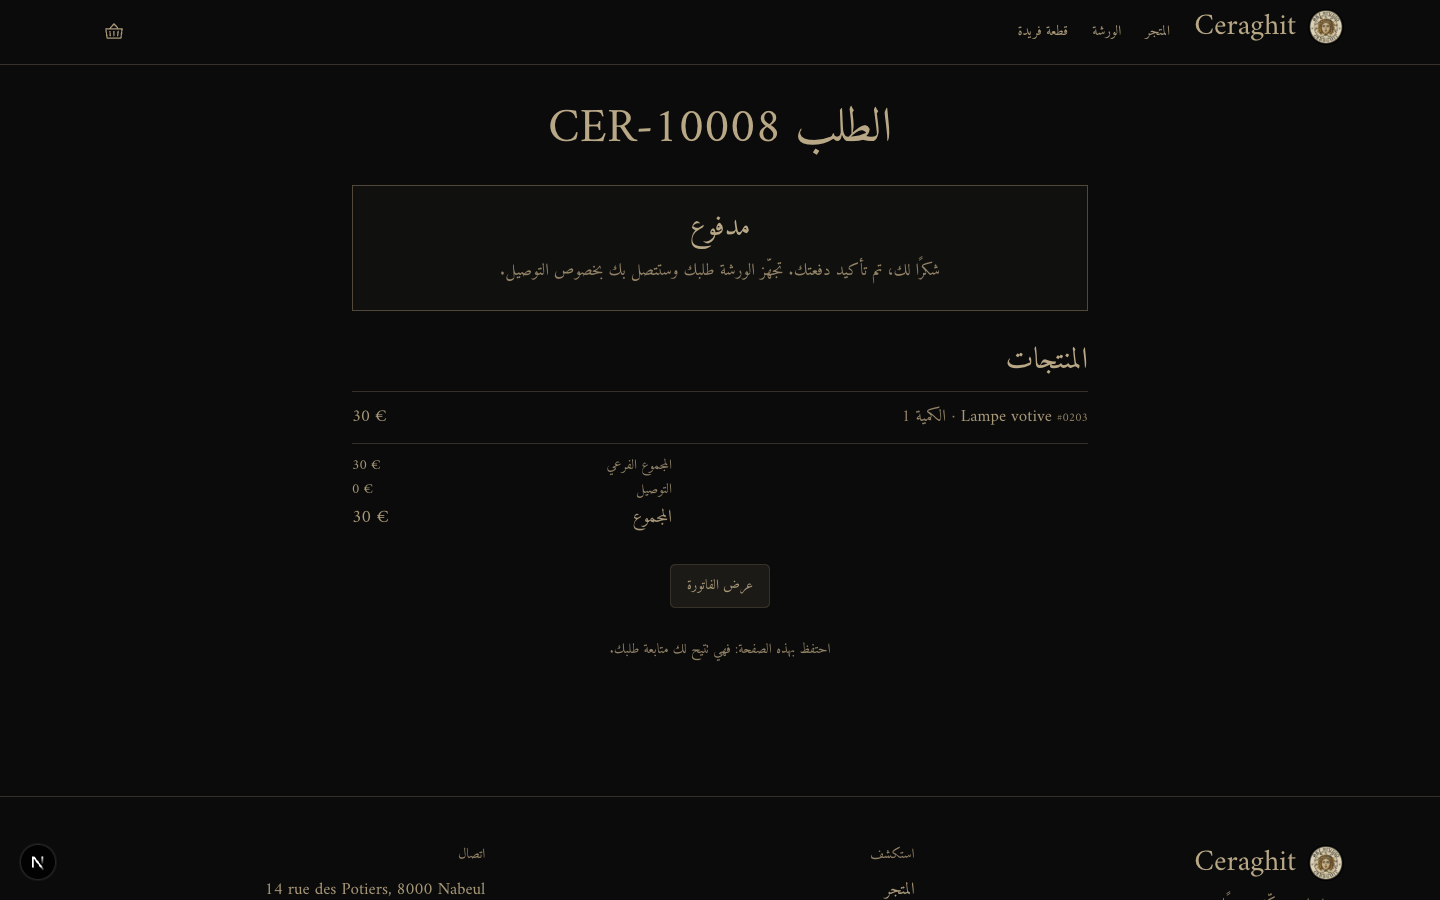 Ceraghit المتجر الورشة قطعة فريدة
الطلب CER-10008
مدفوع
شكرًا لك، تم تأكيد دفعتك. تجهّز الورشة طلبك وستتصل بك بخصوص التوصيل.
المنتجات
#0203 Lampe votive · الكمية 1 30 €
المجموع الفرعي 30 €
التوصيل 0 €
المجموع 30 €
عرض الفاتورة
احتفظ بهذه الصفحة: فهي تتيح لك متابعة طلبك.
Ceraghit استكشف اتصال
المتجر 14 rue des Potiers, 8000 Nabeul
N